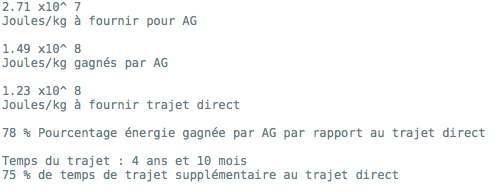 2.71 x10^ 7
Joules/kg à fournir pour AG
1.49 x10^ 8
Joules/kg gagnés par AG
1.23 x10^ 8
Joules/kg à fournir trajet direct
78 % Pourcentage énergie gagnée par AG par rapport au trajet direct
Temps du trajet : 4 ans et 10 mois
75 % de temps de trajet supplémentaire au trajet direct